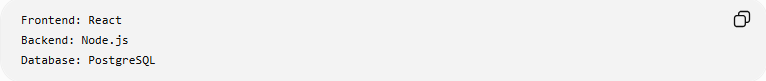 Frontend: React
Backend: Node.js
Database: PostgreSQL